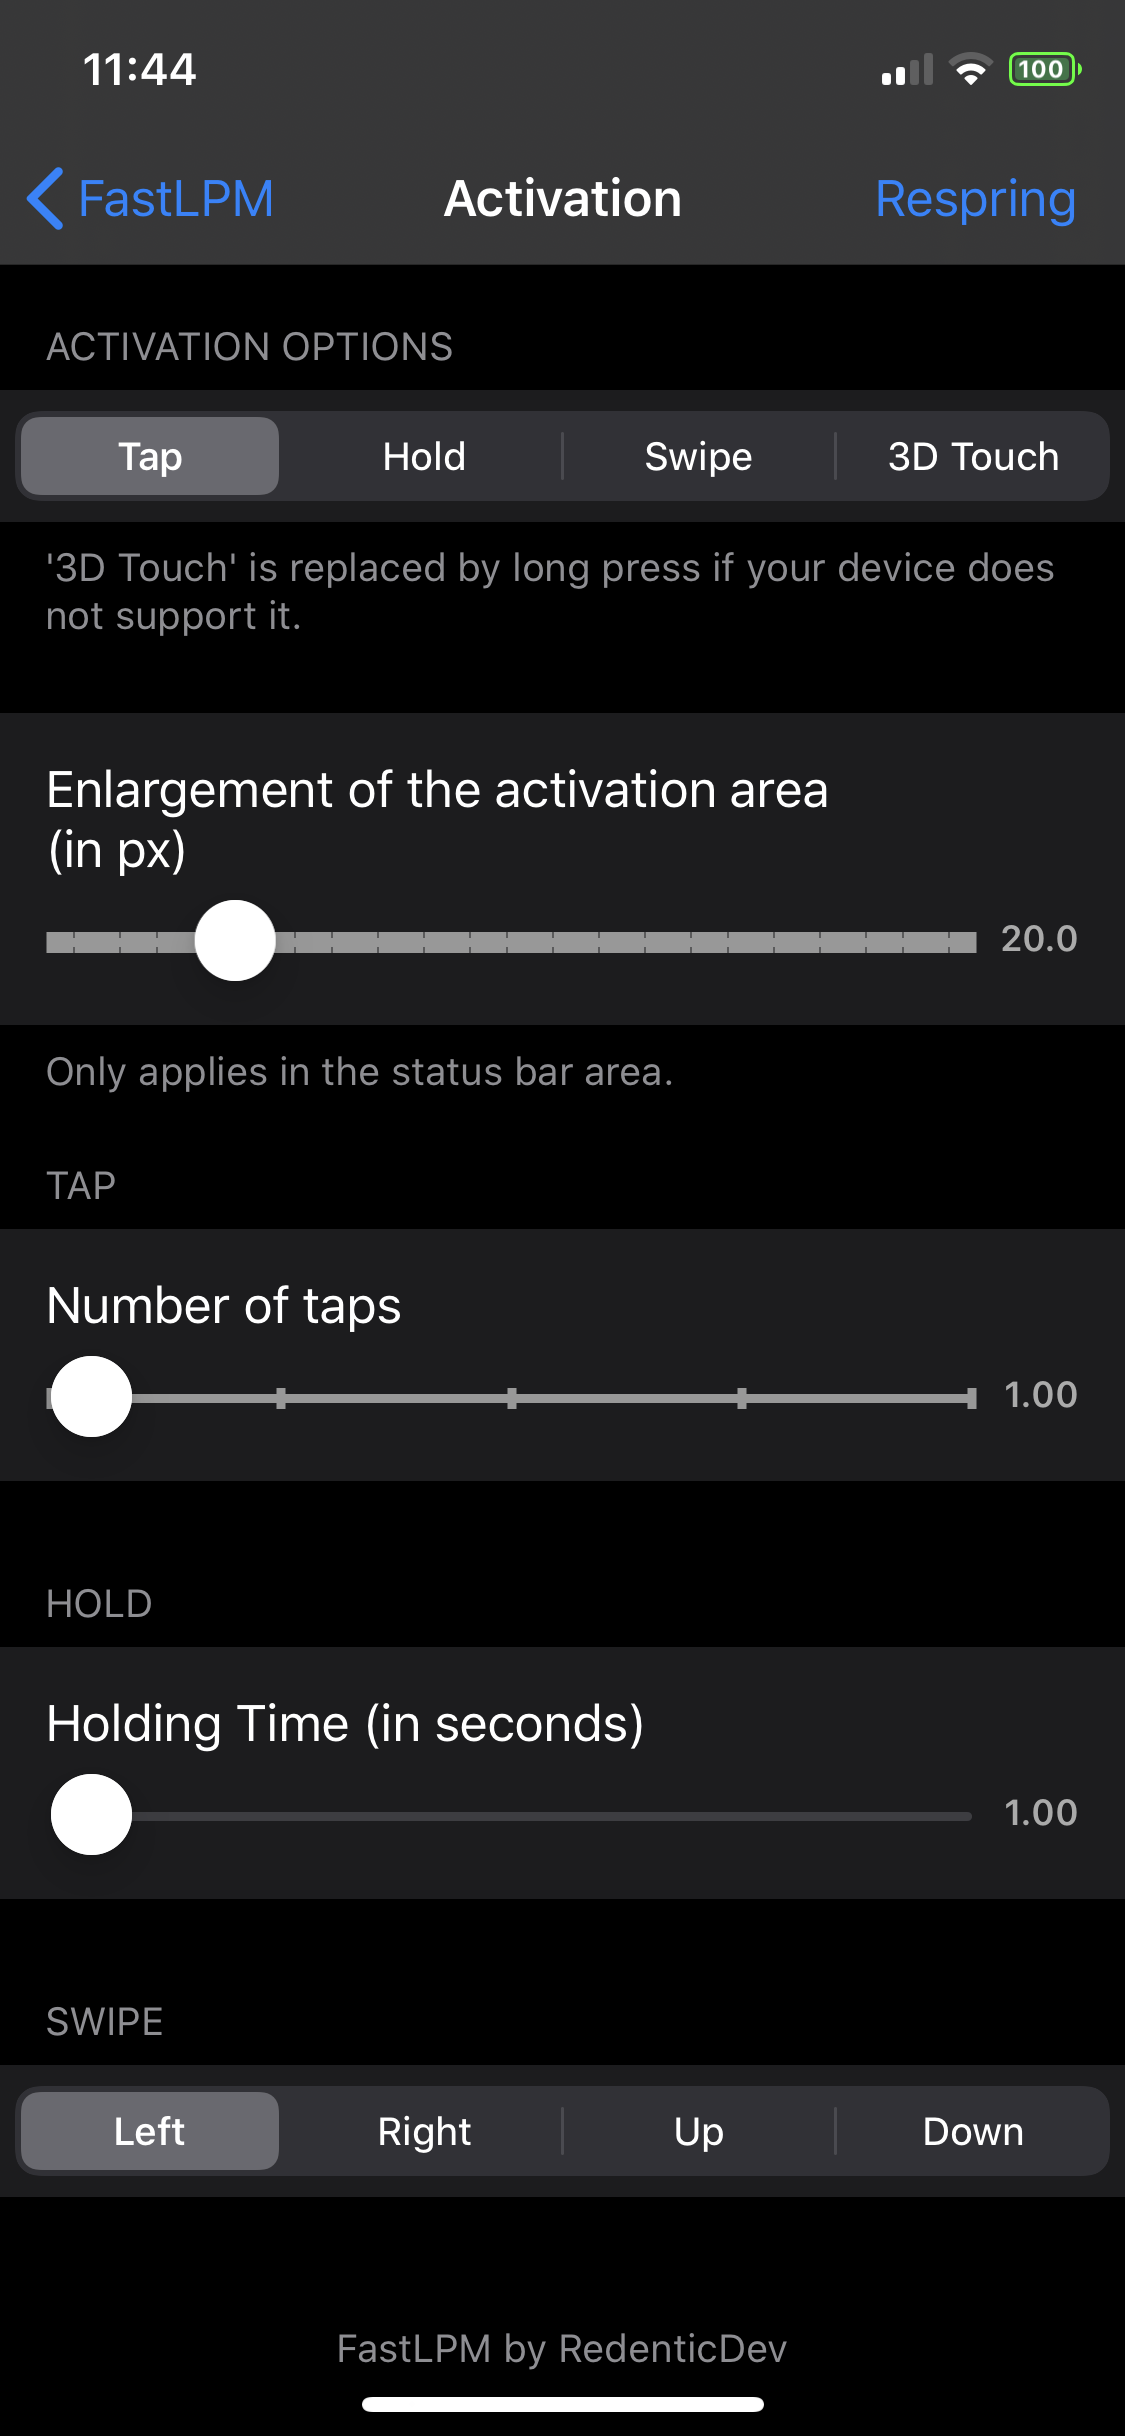 11:44
100
FastLPM
Activation
Respring
ACTIVATION OPTIONS
Tap
Hold
Swipe
3D Touch
'3D Touch' is replaced by long press if your device does
not support it.
Enlargement of the activation area
(in px)
20.0
Only applies in the status bar area.
TAP
Number of taps
1.00
HOLD
Holding Time (in seconds)
1.00
SWIPE
Left
Right
Up
Down
FastLPM by RedenticDev